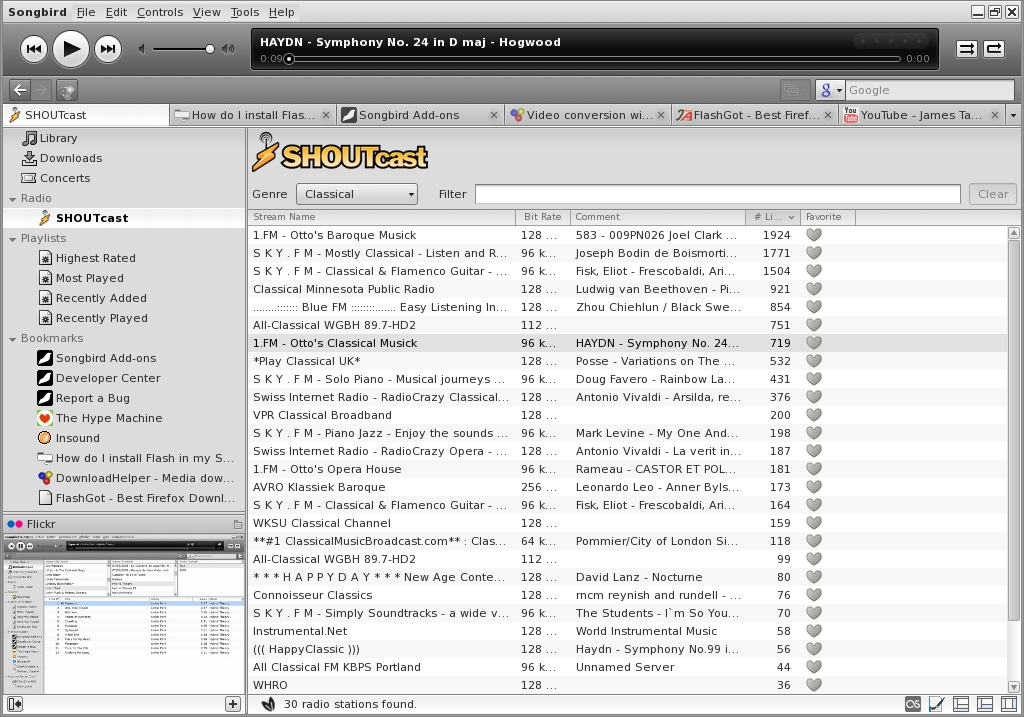 Songbird File Edit Controls View Tools Help
HAYDN - Symphony No. 24 in D maj - Hogwood
0:09 0:00
g Google
SHOUTcast How do I install Flas... Songbird Add-ons Video conversion wi... FlashGot - Best Firef... YouTube - James Ta...
Library
Downloads
Concerts
Radio
SHOUTcast
Playlists
Highest Rated
Most Played
Recently Added
Recently Played
Bookmarks
Songbird Add-ons
Developer Center
Report a Bug
The Hype Machine
Insound
How do I install Flash in my S...
DownloadHelper - Media dow...
FlashGot - Best Firefox Downl...
Flickr
SHOUTcast
Genre Classical Filter Clear
Stream Name Bit Rate Comment # Li... Favorite
1.FM - Otto's Baroque Musick 128 ... 583 - 009PN026 Joel Clark ... 1924
S K Y . F M - Mostly Classical - Listen and R... 96 k... Joseph Bodin de Boismorti... 1771
S K Y . F M - Classical & Flamenco Guitar - ... 96 k... Fisk, Eliot - Frescobaldi, Ari... 1504
Classical Minnesota Public Radio 128 ... Ludwig van Beethoven - Pi... 921
........::::::: Blue FM ::::::::....... Easy Listening In... 128 ... Zhou Chiehlun / Black Swe... 854
All-Classical WGBH 89.7-HD2 112 ... 751
1.FM - Otto's Classical Musick 96 k... HAYDN - Symphony No. 24... 719
*Play Classical UK* 128 ... Posse - Variations on The ... 532
S K Y . F M - Solo Piano - Musical journeys ... 96 k... Doug Favero - Rainbow La... 431
Swiss Internet Radio - RadioCrazy Classical... 128 ... Antonio Vivaldi - Arsilda, re... 376
VPR Classical Broadband 128 ... 200
S K Y . F M - Piano Jazz - Enjoy the sounds ... 96 k... Mark Levine - My One And... 198
Swiss Internet Radio - RadioCrazy Opera - ... 128 ... Antonio Vivaldi - La verit in... 187
1.FM - Otto's Opera House 96 k... Rameau - CASTOR ET POL... 181
AVRO Klassiek Baroque 256 ... Leonardo Leo - Anner Byls... 173
S K Y . F M - Classical & Flamenco Guitar - ... 96 k... Fisk, Eliot - Frescobaldi, Ari... 164
WKSU Classical Channel 128 ... 159
**#1 ClassicalMusicBroadcast.com** : Clas... 64 k... Pommier/City of London Si... 118
All-Classical WGBH 89.7-HD2 112 ... 99
* * * H A P P Y D A Y * * * New Age Conte... 128 ... David Lanz - Nocturne 80
Connoisseur Classics 128 ... rncm reynish and rundell - ... 76
S K Y . F M - Simply Soundtracks - a wide v... 96 k... The Students - I`m So You... 70
Instrumental.Net 128 ... World Instrumental Music 58
((( HappyClassic ))) 128 ... Haydn - Symphony No.99 i... 56
All Classical FM KBPS Portland 128 ... Unnamed Server 44
WHRO 128 ... 36
30 radio stations found.